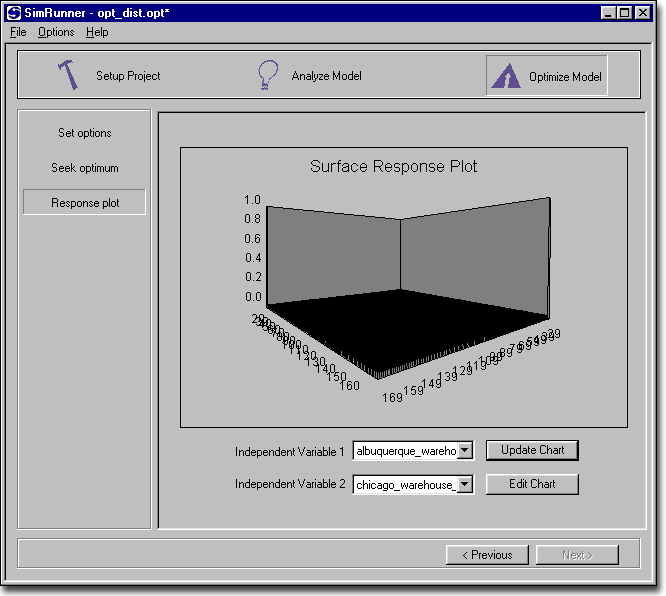 SimRunner - opt_dist.opt*
File Options Help
Setup Project
Analyze Model
Optimize Model
Set options
Seek optimum
Response plot
Surface Response Plot
1.0
0.8
0.6
0.4
0.2
0.0
110
120
130
140
150
160
169
159
149
139
129
119
29
Independent Variable 1
albuquerque_wareho
Update Chart
Independent Variable 2
chicago_warehouse_
Edit Chart
< Previous
Next >